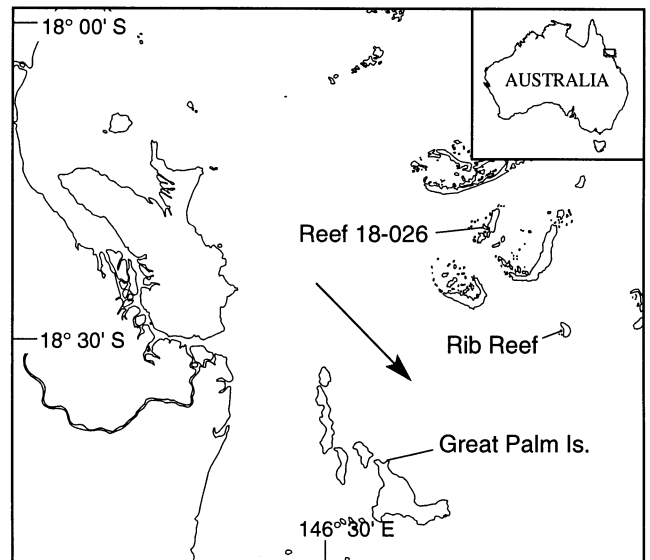 18° 00' S
AUSTRALIA
Reef 18-026
18° 30' S
Rib Reef
Great Palm Is.
146° 30' E